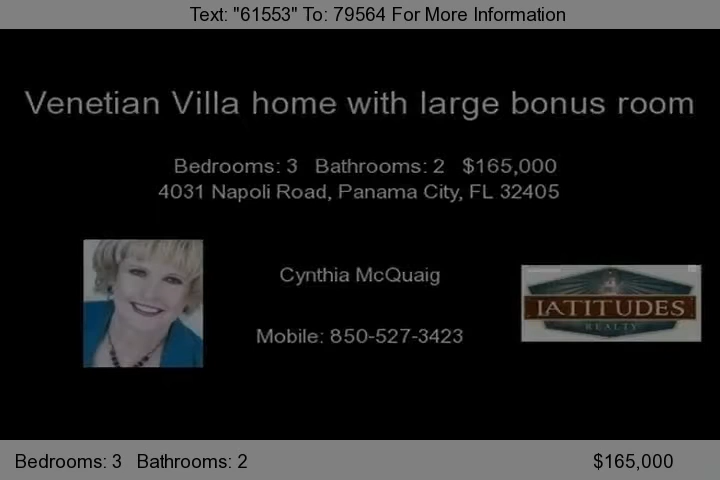 Text: "61553" To: 79564 For More Information
Venetian Villa home with large bonus room
Bedrooms: 3 Bathrooms: 2 $165,000
4031 Napoli Road, Panama City, FL 32405
Cynthia McQuaig
Mobile: 850-527-3423
LATITUDES
REALTY
Bedrooms: 3 Bathrooms: 2 $165,000